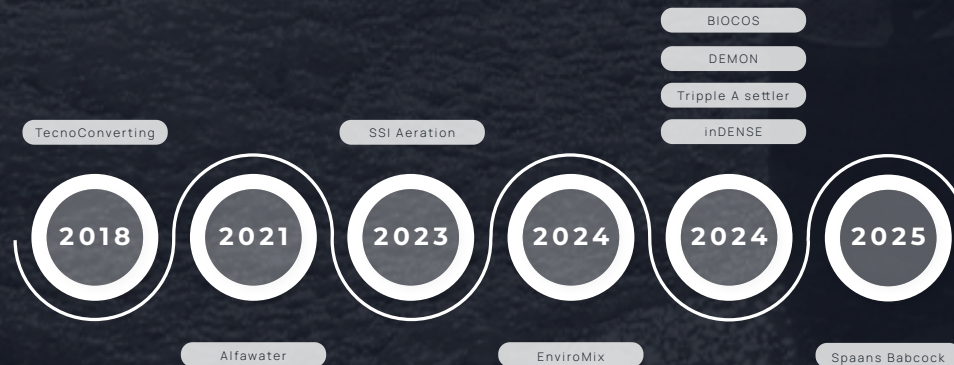 BIOCOS
DEMON
Tripple A settler
inDENSE
TecnoConverting
SSI Aeration
2018
2021
2023
2024
2024
2025
Alfawater
EnviroMix
Spaans Babcock